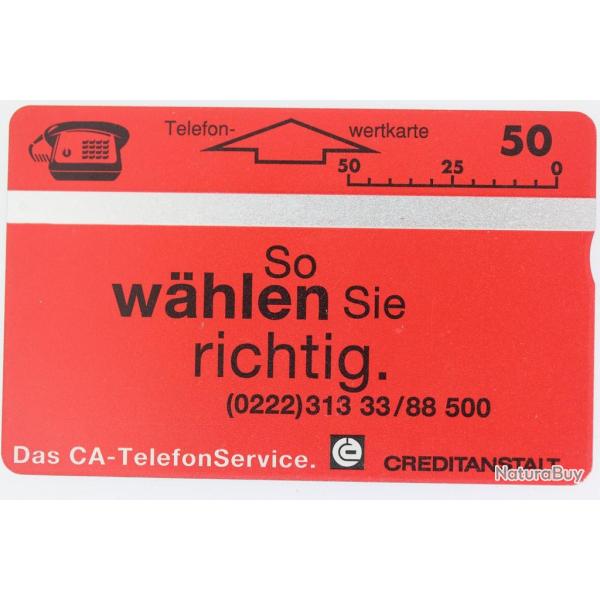 Telefon- wertkarte 50
50 25 0
So
wählen Sie
richtig.
(0222)313 33/88 500
Das CA-TelefonService. CREDITANSTALT
NaturaBuy